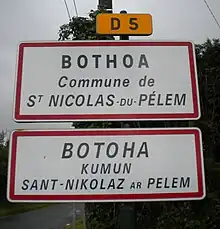 D 5
BOTHOA
Commune de
ST NICOLAS-DU-PÉLEM
BOTOHA
KUMUN
SANT-NIKOLAZ AR PELEM